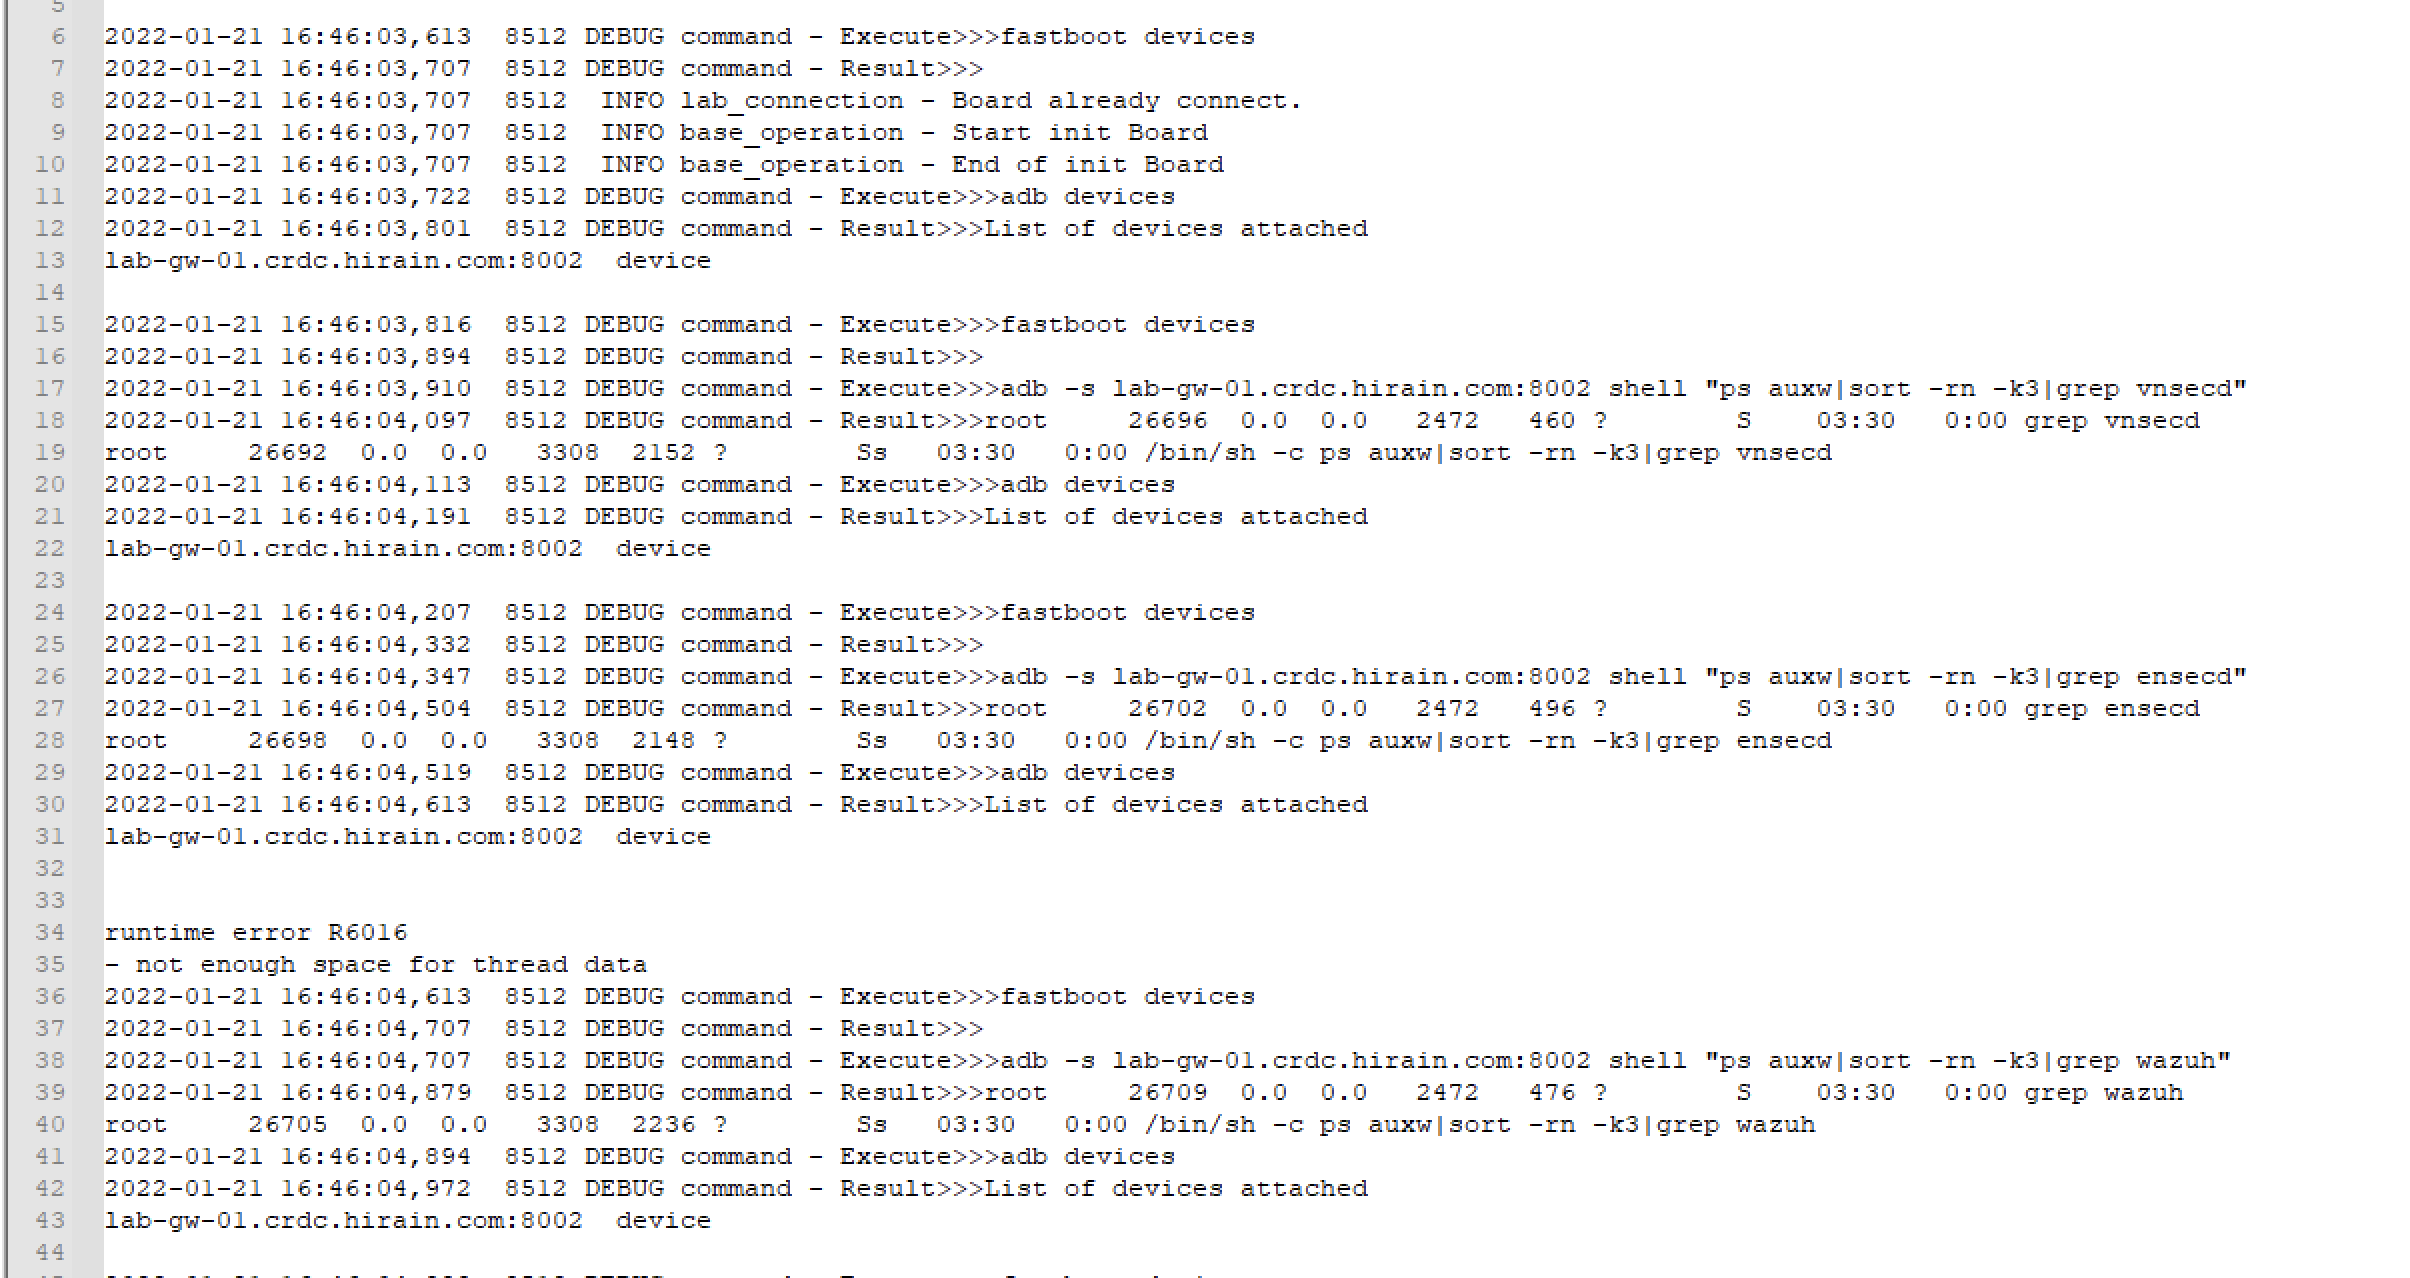 5
6 2022-01-21 16:46:03,613  8512 DEBUG command - Execute>>>fastboot devices
7 2022-01-21 16:46:03,707  8512 DEBUG command - Result>>>
8 2022-01-21 16:46:03,707  8512  INFO lab_connection - Board already connect.
9 2022-01-21 16:46:03,707  8512  INFO base_operation - Start init Board
10 2022-01-21 16:46:03,707  8512  INFO base_operation - End of init Board
11 2022-01-21 16:46:03,722  8512 DEBUG command - Execute>>>adb devices
12 2022-01-21 16:46:03,801  8512 DEBUG command - Result>>>List of devices attached
13 lab-gw-01.crdc.hirain.com:8002  device
14
15 2022-01-21 16:46:03,816  8512 DEBUG command - Execute>>>fastboot devices
16 2022-01-21 16:46:03,894  8512 DEBUG command - Result>>>
17 2022-01-21 16:46:03,910  8512 DEBUG command - Execute>>>adb -s lab-gw-01.crdc.hirain.com:8002 shell "ps auxw|sort -rn -k3|grep vnsecd"
18 2022-01-21 16:46:04,097  8512 DEBUG command - Result>>>root     26696  0.0  0.0   2472   460 ?        S    03:30   0:00 grep vnsecd
19 root     26692  0.0  0.0   3308  2152 ?        Ss   03:30   0:00 /bin/sh -c ps auxw|sort -rn -k3|grep vnsecd
20 2022-01-21 16:46:04,113  8512 DEBUG command - Execute>>>adb devices
21 2022-01-21 16:46:04,191  8512 DEBUG command - Result>>>List of devices attached
22 lab-gw-01.crdc.hirain.com:8002  device
23
24 2022-01-21 16:46:04,207  8512 DEBUG command - Execute>>>fastboot devices
25 2022-01-21 16:46:04,332  8512 DEBUG command - Result>>>
26 2022-01-21 16:46:04,347  8512 DEBUG command - Execute>>>adb -s lab-gw-01.crdc.hirain.com:8002 shell "ps auxw|sort -rn -k3|grep ensecd"
27 2022-01-21 16:46:04,504  8512 DEBUG command - Result>>>root     26702  0.0  0.0   2472   496 ?        S    03:30   0:00 grep ensecd
28 root     26698  0.0  0.0   3308  2148 ?        Ss   03:30   0:00 /bin/sh -c ps auxw|sort -rn -k3|grep ensecd
29 2022-01-21 16:46:04,519  8512 DEBUG command - Execute>>>adb devices
30 2022-01-21 16:46:04,613  8512 DEBUG command - Result>>>List of devices attached
31 lab-gw-01.crdc.hirain.com:8002  device
32
33
34 runtime error R6016
35 - not enough space for thread data
36 2022-01-21 16:46:04,613  8512 DEBUG command - Execute>>>fastboot devices
37 2022-01-21 16:46:04,707  8512 DEBUG command - Result>>>
38 2022-01-21 16:46:04,707  8512 DEBUG command - Execute>>>adb -s lab-gw-01.crdc.hirain.com:8002 shell "ps auxw|sort -rn -k3|grep wazuh"
39 2022-01-21 16:46:04,879  8512 DEBUG command - Result>>>root     26709  0.0  0.0   2472   476 ?        S    03:30   0:00 grep wazuh
40 root     26705  0.0  0.0   3308  2236 ?        Ss   03:30   0:00 /bin/sh -c ps auxw|sort -rn -k3|grep wazuh
41 2022-01-21 16:46:04,894  8512 DEBUG command - Execute>>>adb devices
42 2022-01-21 16:46:04,972  8512 DEBUG command - Result>>>List of devices attached
43 lab-gw-01.crdc.hirain.com:8002  device
44